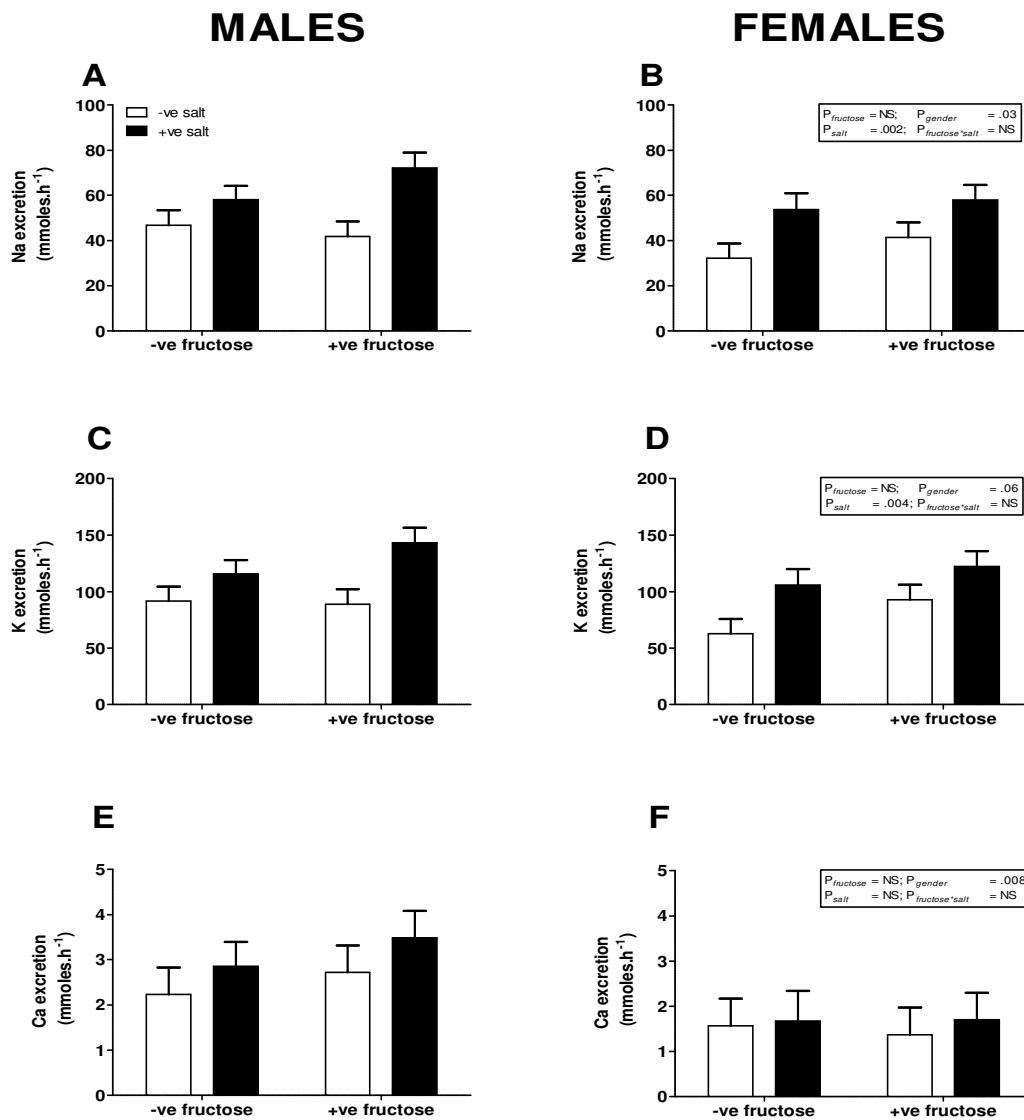 MALES
FEMALES
A
100
80
60
40
20
0
Na excretion
(mmoles.h-1)
-ve salt
+ve salt
-ve fructose +ve fructose
B
100
80
60
40
20
0
Na excretion
(mmoles.h-1)
Pfructose = NS; Pgender = .03
Psalt = .002; Pfructose*salt = NS
-ve fructose +ve fructose
C
200
150
100
50
0
K excretion
(mmoles.h-1)
-ve fructose +ve fructose
D
200
150
100
50
0
K excretion
(mmoles.h-1)
Pfructose = NS; Pgender = .06
Psalt = .004; Pfructose*salt = NS
-ve fructose +ve fructose
E
5
4
3
2
1
0
Ca excretion
(mmoles.h-1)
-ve fructose +ve fructose
F
5
4
3
2
1
0
Ca excretion
(mmoles.h-1)
Pfructose = NS; Pgender = .008
Psalt = NS; Pfructose*salt = NS
-ve fructose +ve fructose